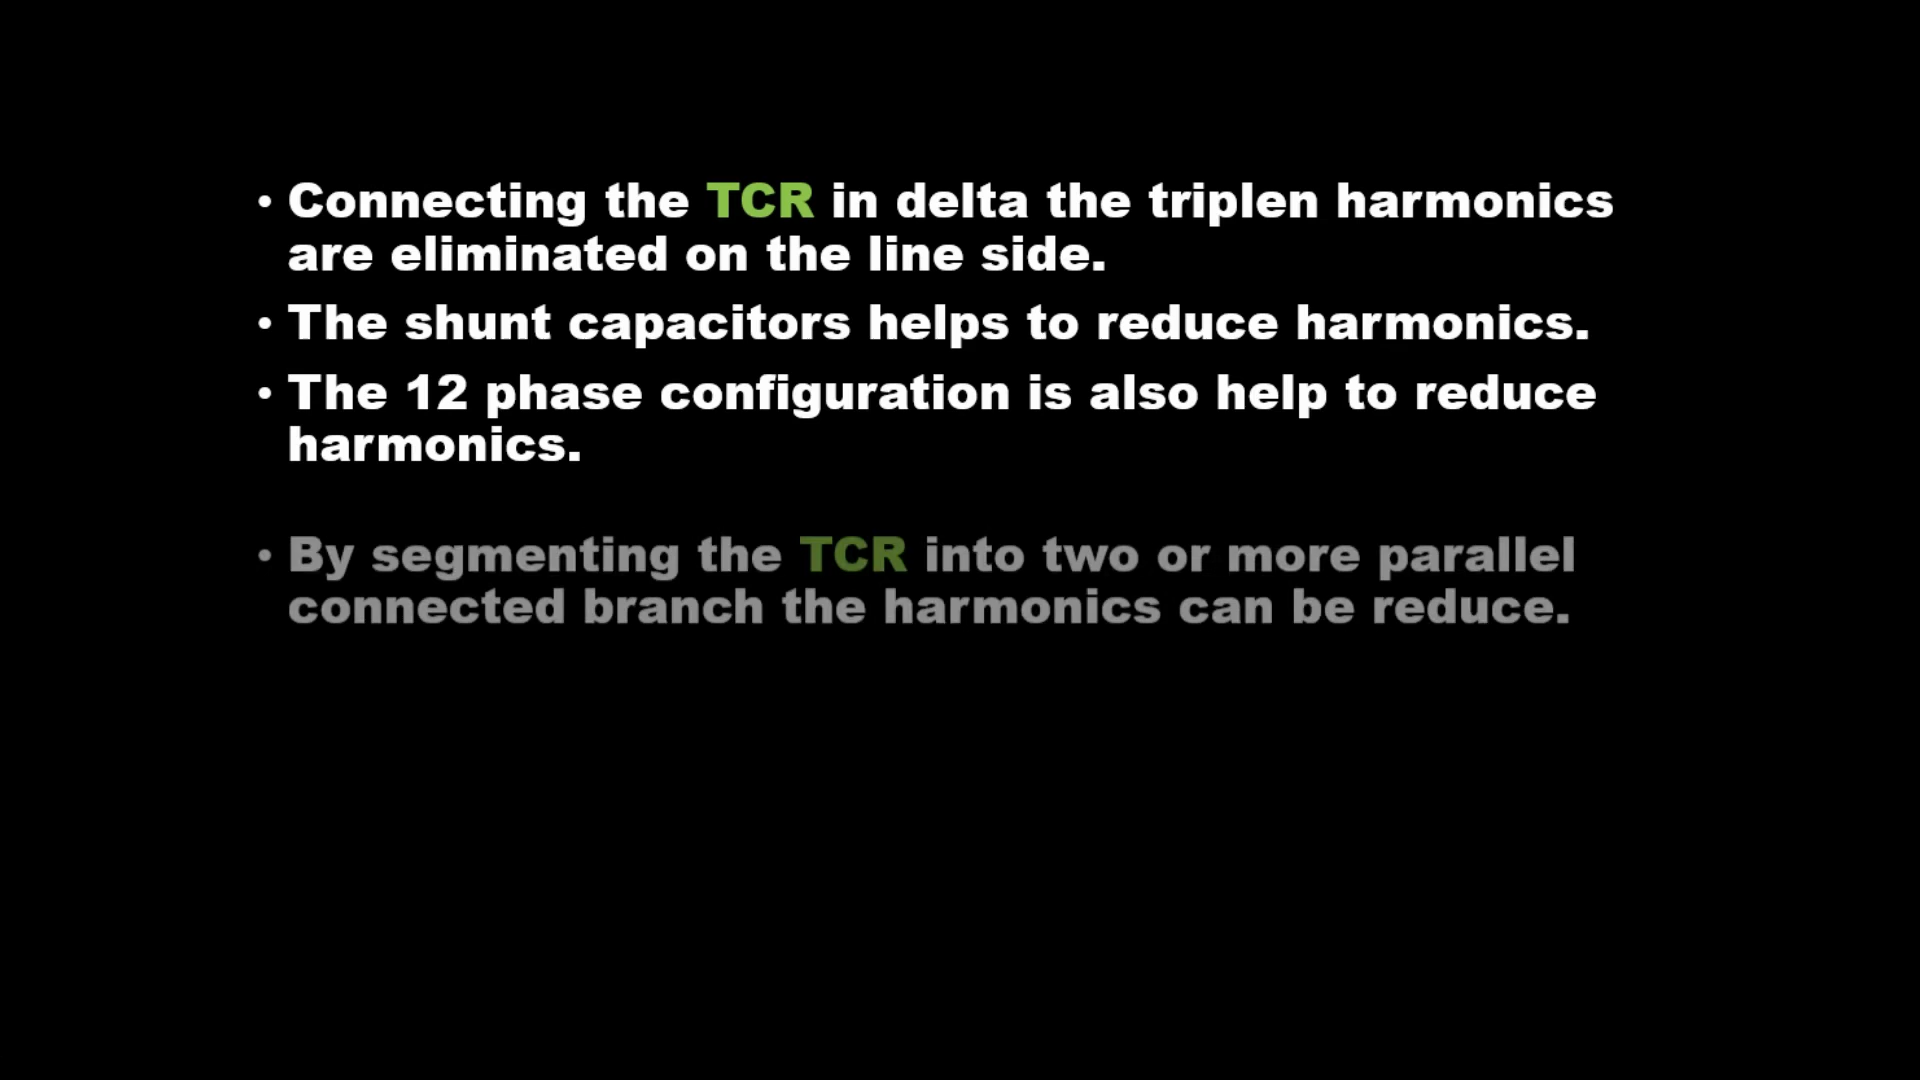 • Connecting the TCR in delta the triplen harmonics
are eliminated on the line side.
• The shunt capacitors helps to reduce harmonics.
• The 12 phase configuration is also help to reduce
harmonics.
• By segmenting the TCR into two or more parallel
connected branch the harmonics can be reduce.